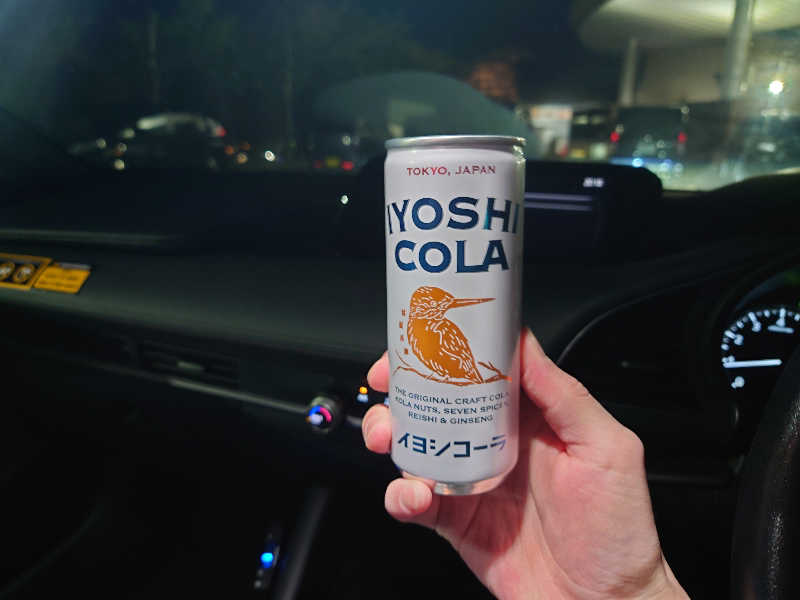 TOKYO, JAPAN
IYOSHI
COLA
THE ORIGINAL CRAFT COLA
KOLA NUTS, SEVEN SPICES,
REISHI & GINSENG
イヨシコーラ